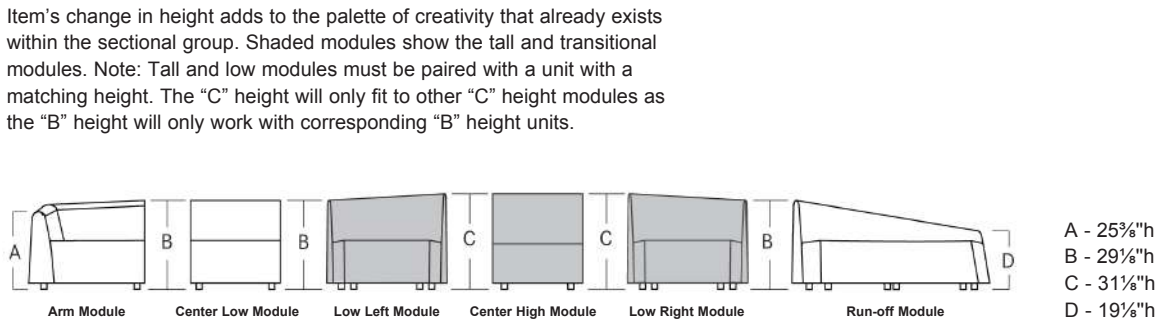 Item’s change in height adds to the palette of creativity that already exists
within the sectional group. Shaded modules show the tall and transitional
modules. Note: Tall and low modules must be paired with a unit with a
matching height. The “C” height will only fit to other “C” height modules as
the “B” height will only work with corresponding “B” height units.
A B B C C B D
Arm Module Center Low Module Low Left Module Center High Module Low Right Module Run-off Module
A - 25⅜"h
B - 29⅛"h
C - 31⅛"h
D - 19⅛"h